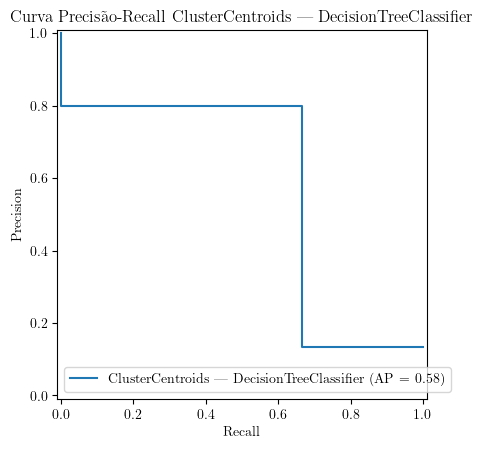 Curva Precisão-Recall ClusterCentroids — DecisionTreeClassifier
1.0
0.8
0.6
0.4
0.2
0.0
Precision
ClusterCentroids — DecisionTreeClassifier (AP = 0.58)
0.0 0.2 0.4 0.6 0.8 1.0
Recall